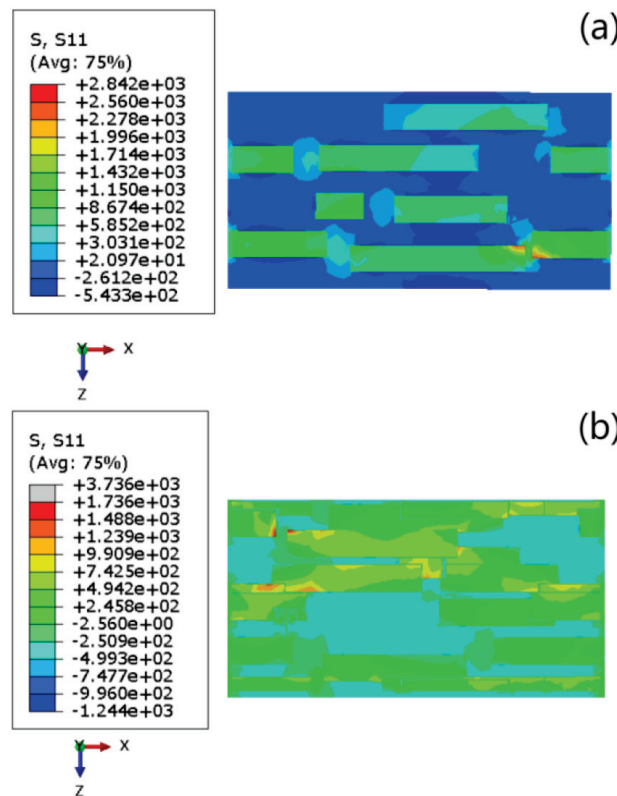 (a)
S, S11
(Avg: 75%)
+2.842e+03
+2.560e+03
+2.278e+03
+1.996e+03
+1.714e+03
+1.432e+03
+1.150e+03
+8.674e+02
+5.852e+02
+3.031e+02
+2.097e+01
-2.612e+02
-5.433e+02
Y X
Z
(b)
S, S11
(Avg: 75%)
+3.736e+03
+1.736e+03
+1.488e+03
+1.239e+03
+9.909e+02
+7.425e+02
+4.942e+02
+2.458e+02
-2.560e+00
-2.509e+02
-4.993e+02
-7.477e+02
-9.960e+02
-1.244e+03
Y X
Z